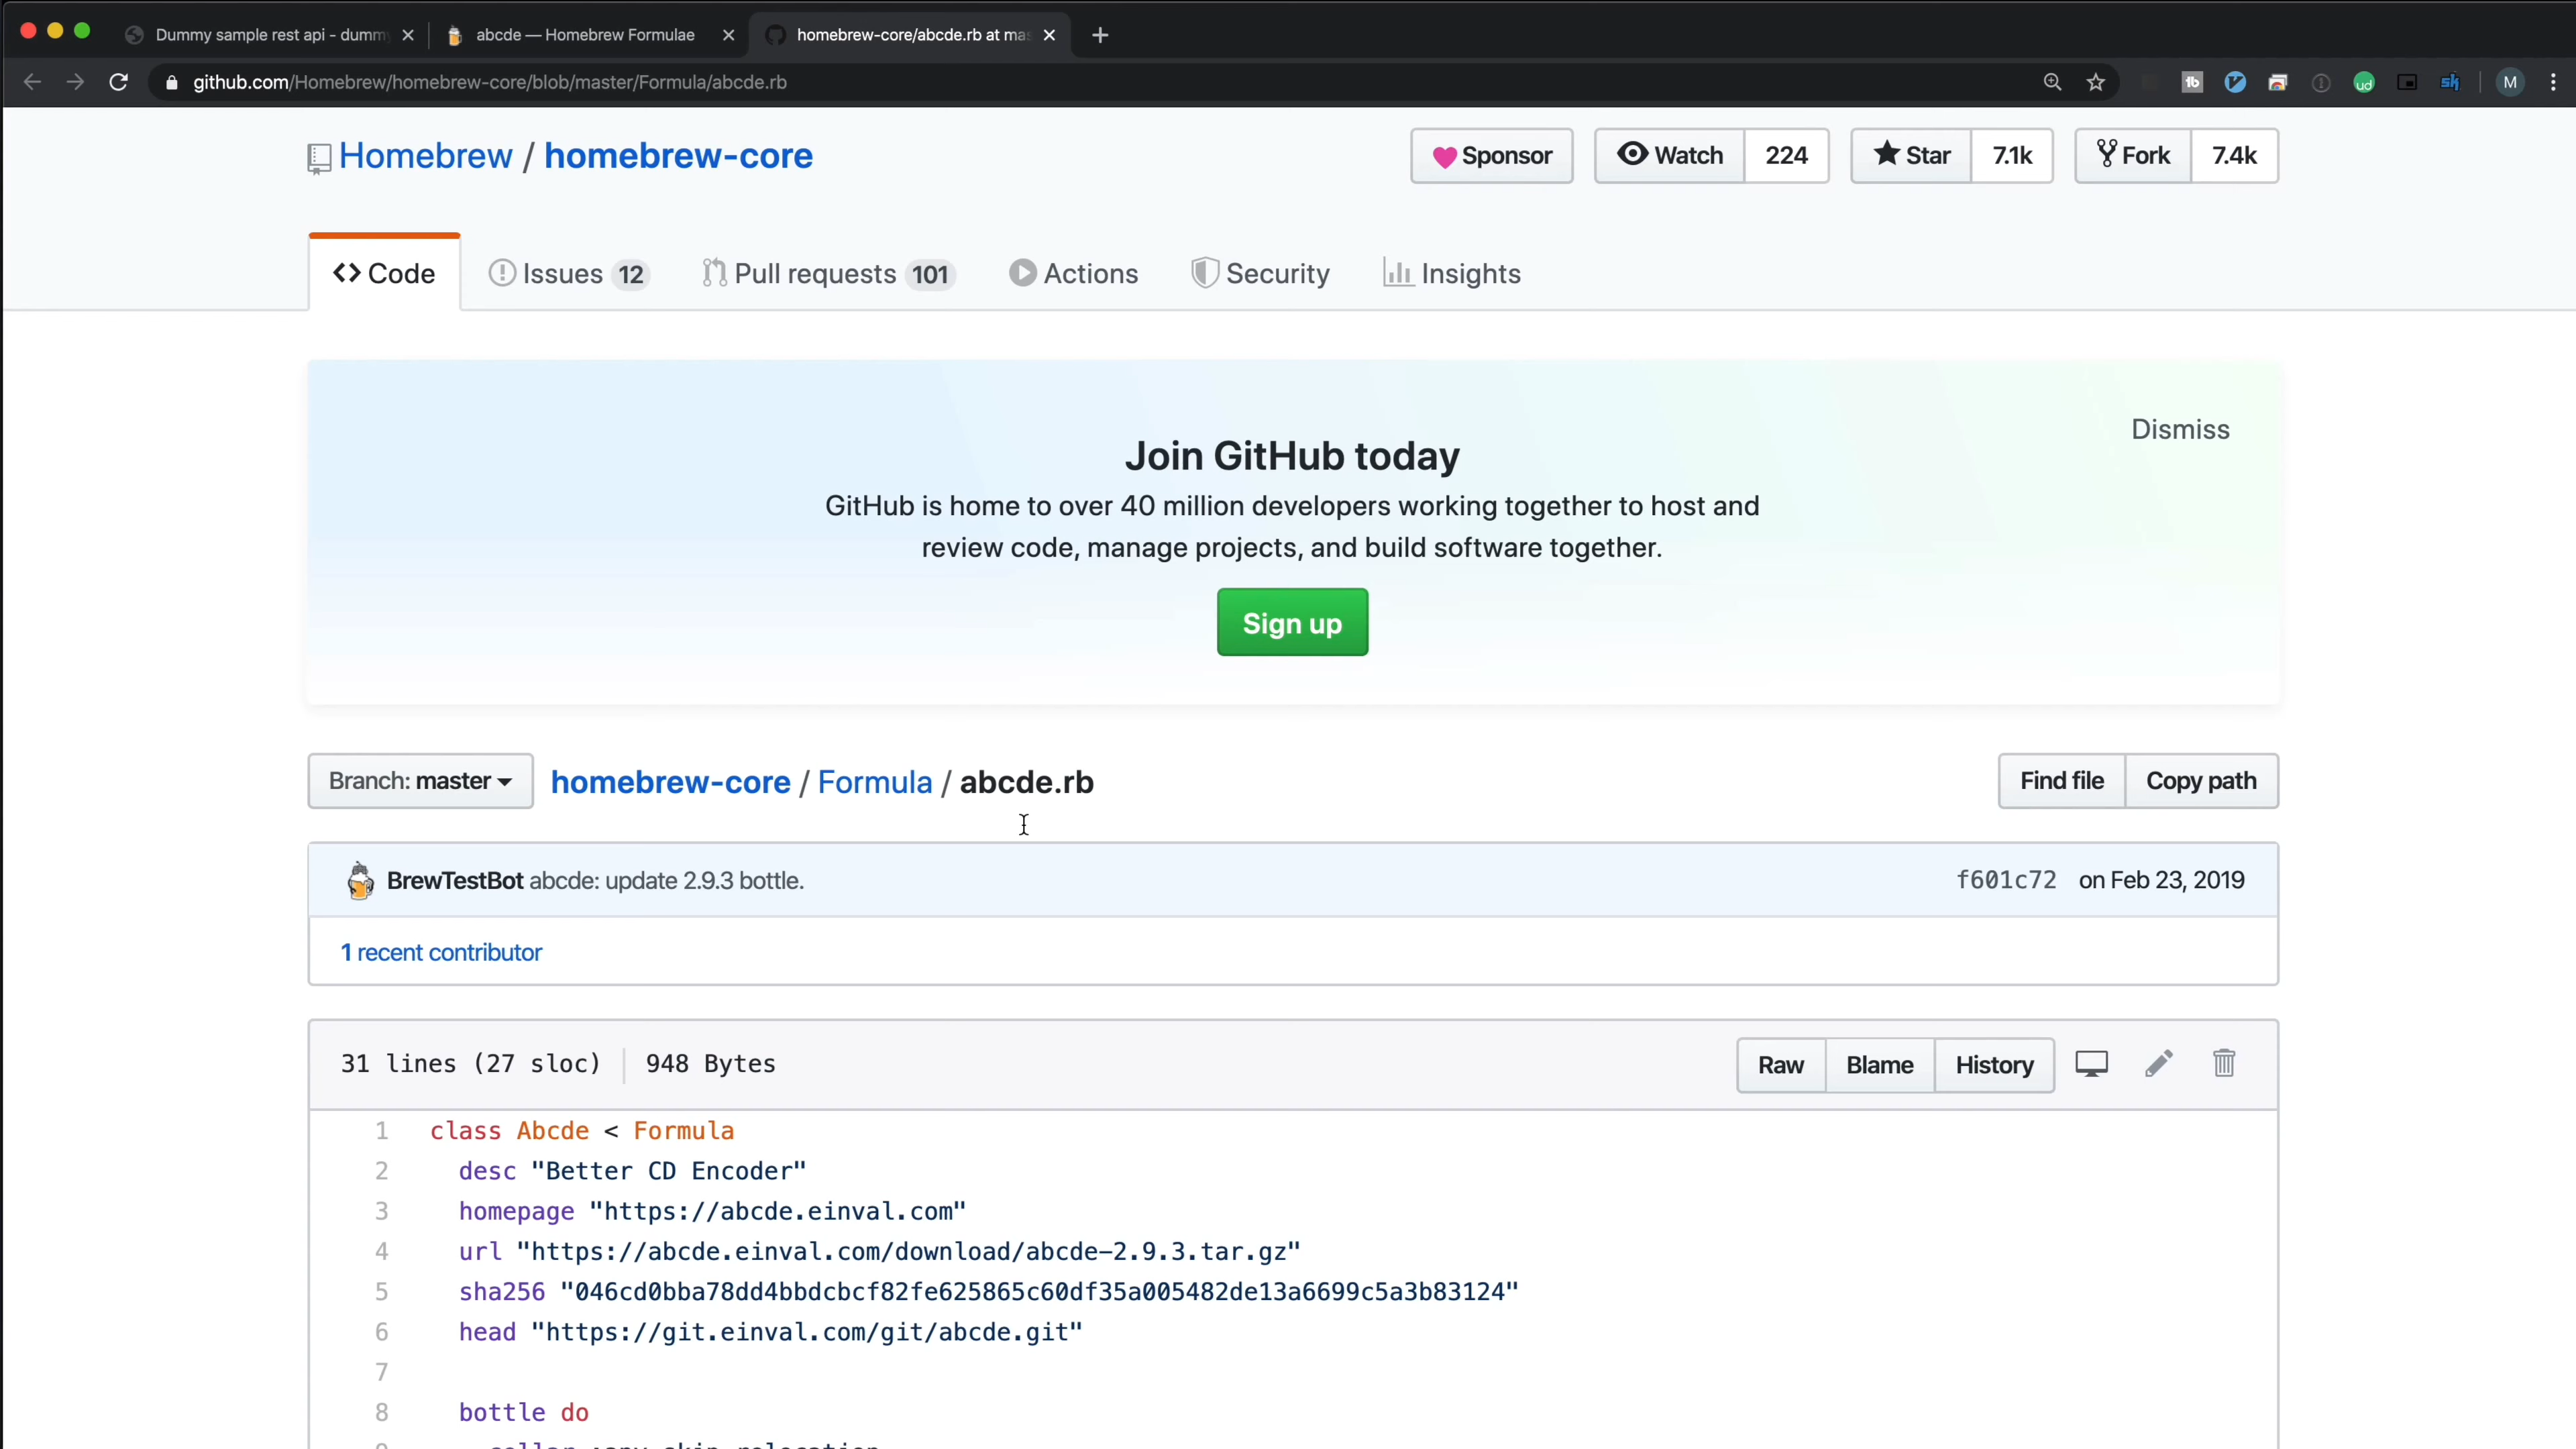 Dummy sample rest api - dumm
abcde — Homebrew Formulae
homebrew-core/abcde.rb at mas
github.com/Homebrew/homebrew-core/blob/master/Formula/abcde.rb
M
Homebrew / homebrew-core
Sponsor
Watch 224
Star 7.1k
Fork 7.4k
Code
Issues 12
Pull requests 101
Actions
Security
Insights
Dismiss
Join GitHub today
GitHub is home to over 40 million developers working together to host and
review code, manage projects, and build software together.
Sign up
Branch: master
homebrew-core / Formula / abcde.rb
Find file
Copy path
BrewTestBot abcde: update 2.9.3 bottle.
f601c72 on Feb 23, 2019
1 recent contributor
31 lines (27 sloc) 948 Bytes
Raw
Blame
History
1 class Abcde < Formula
2 desc "Better CD Encoder"
3 homepage "https://abcde.einval.com"
4 url "https://abcde.einval.com/download/abcde-2.9.3.tar.gz"
5 sha256 "046cd0bba78dd4bbdcbcf82fe625865c60df35a005482de13a6699c5a3b83124"
6 head "https://git.einval.com/git/abcde.git"
7
8 bottle do